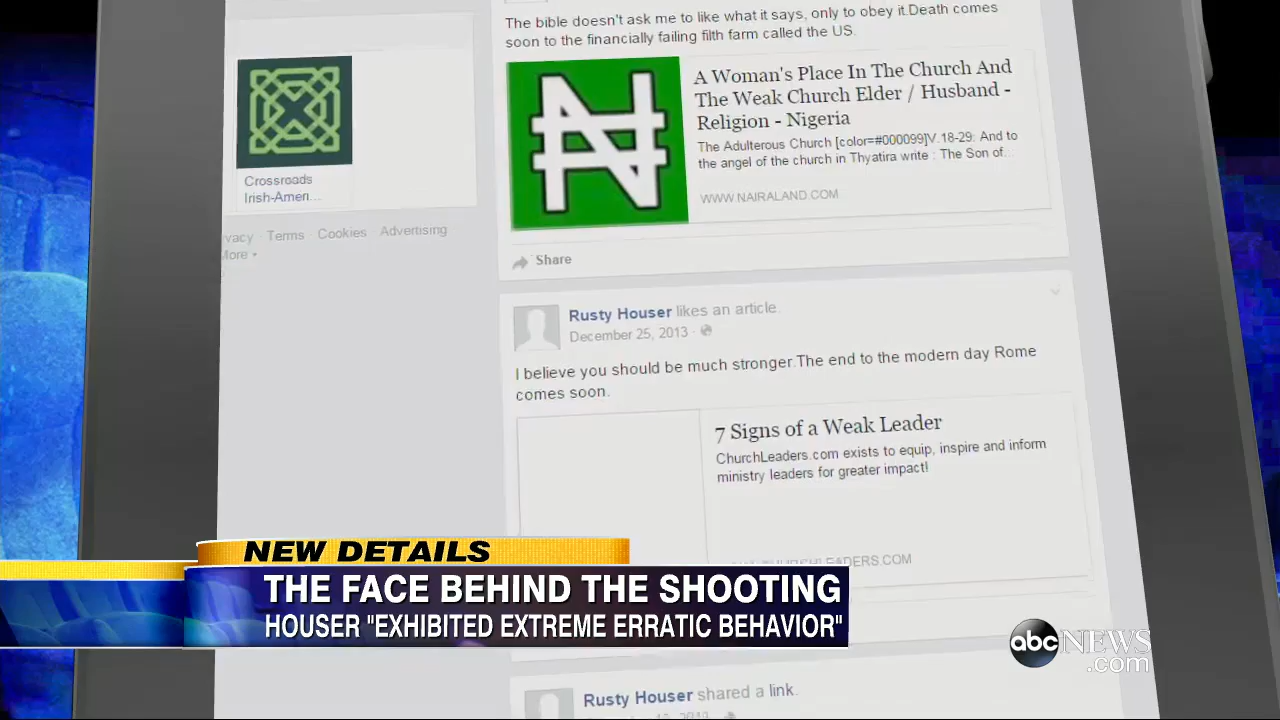 The bible doesn't ask me to like what it says, only to obey it.Death comes
soon to the financially failing filth farm called the US.
A Woman's Place In The Church And
The Weak Church Elder / Husband -
Religion - Nigeria
The Adulterous Church [color=#000099]V.18-29: And to
the angel of the church in Thyatira write : The Son of...
WWW.NAIRALAND.COM
Share
Crossroads
Irish-Ameri...
Terms · Cookies · Advertising
Rusty Houser likes an article.
December 25, 2013 ·
I believe you should be much stronger.The end to the modern day Rome
comes soon.
7 Signs of a Weak Leader
ChurchLeaders.com exists to equip, inspire and inform
ministry leaders for greater impact!
NEW DETAILS
THE FACE BEHIND THE SHOOTING
HOUSER "EXHIBITED EXTREME ERRATIC BEHAVIOR"
abc NEWS
.com
Rusty Houser shared a link.